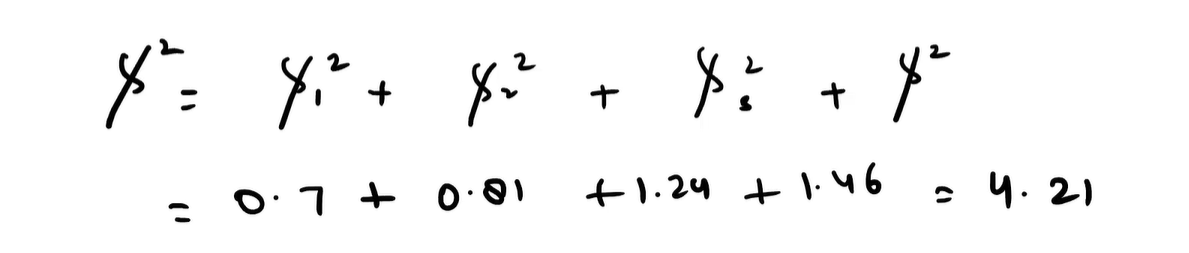 χ² = χ₁² + χ₂² + χ₃² + χ²
= 0.7 + 0.81 + 1.24 + 1.46 = 4.21